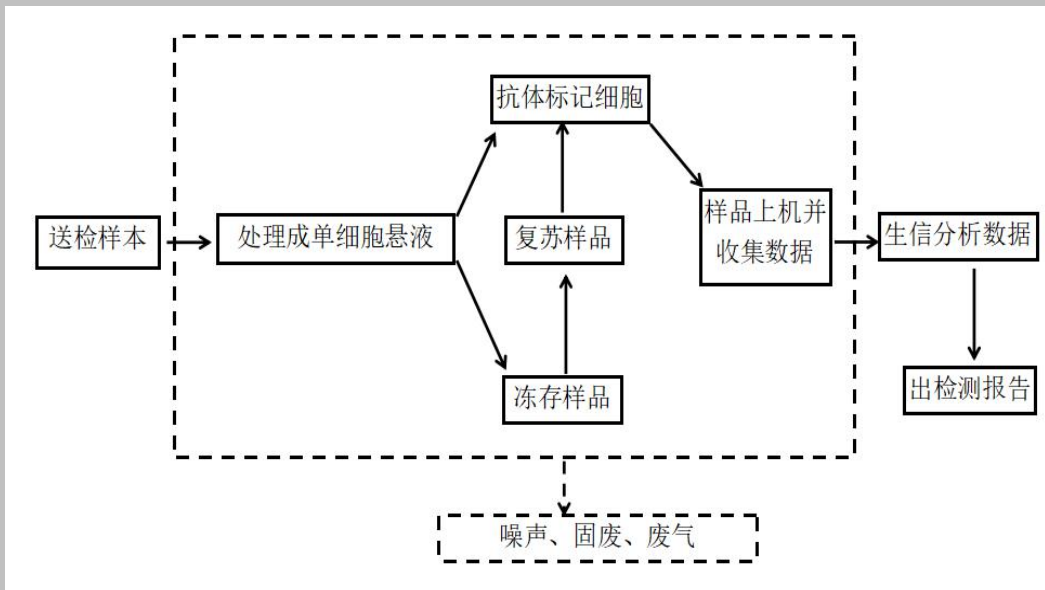 抗体标记细胞
送检样本
处理成单细胞悬液
复苏样品
样品上机并
收集数据
生信分析数据
冻存样品
出检测报告
噪声、固废、废气